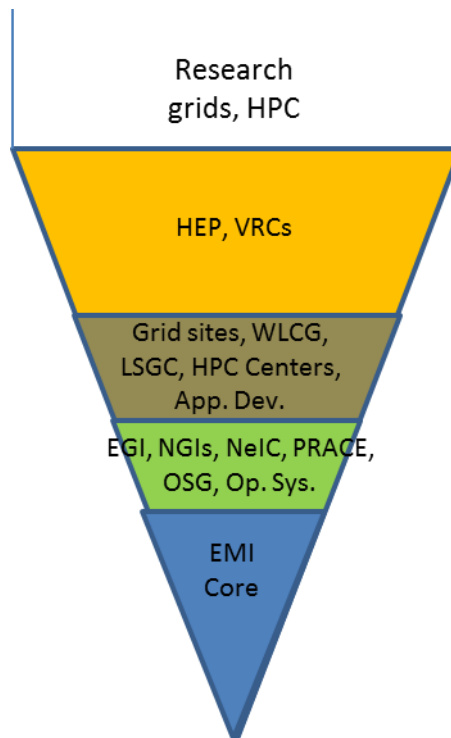 Research
grids, HPC
HEP, VRCs
Grid sites, WLCG,
LSGC, HPC Centers,
App. Dev.
EGI, NGIs, NeIC, PRACE,
OSG, Op. Sys.
EMI
Core